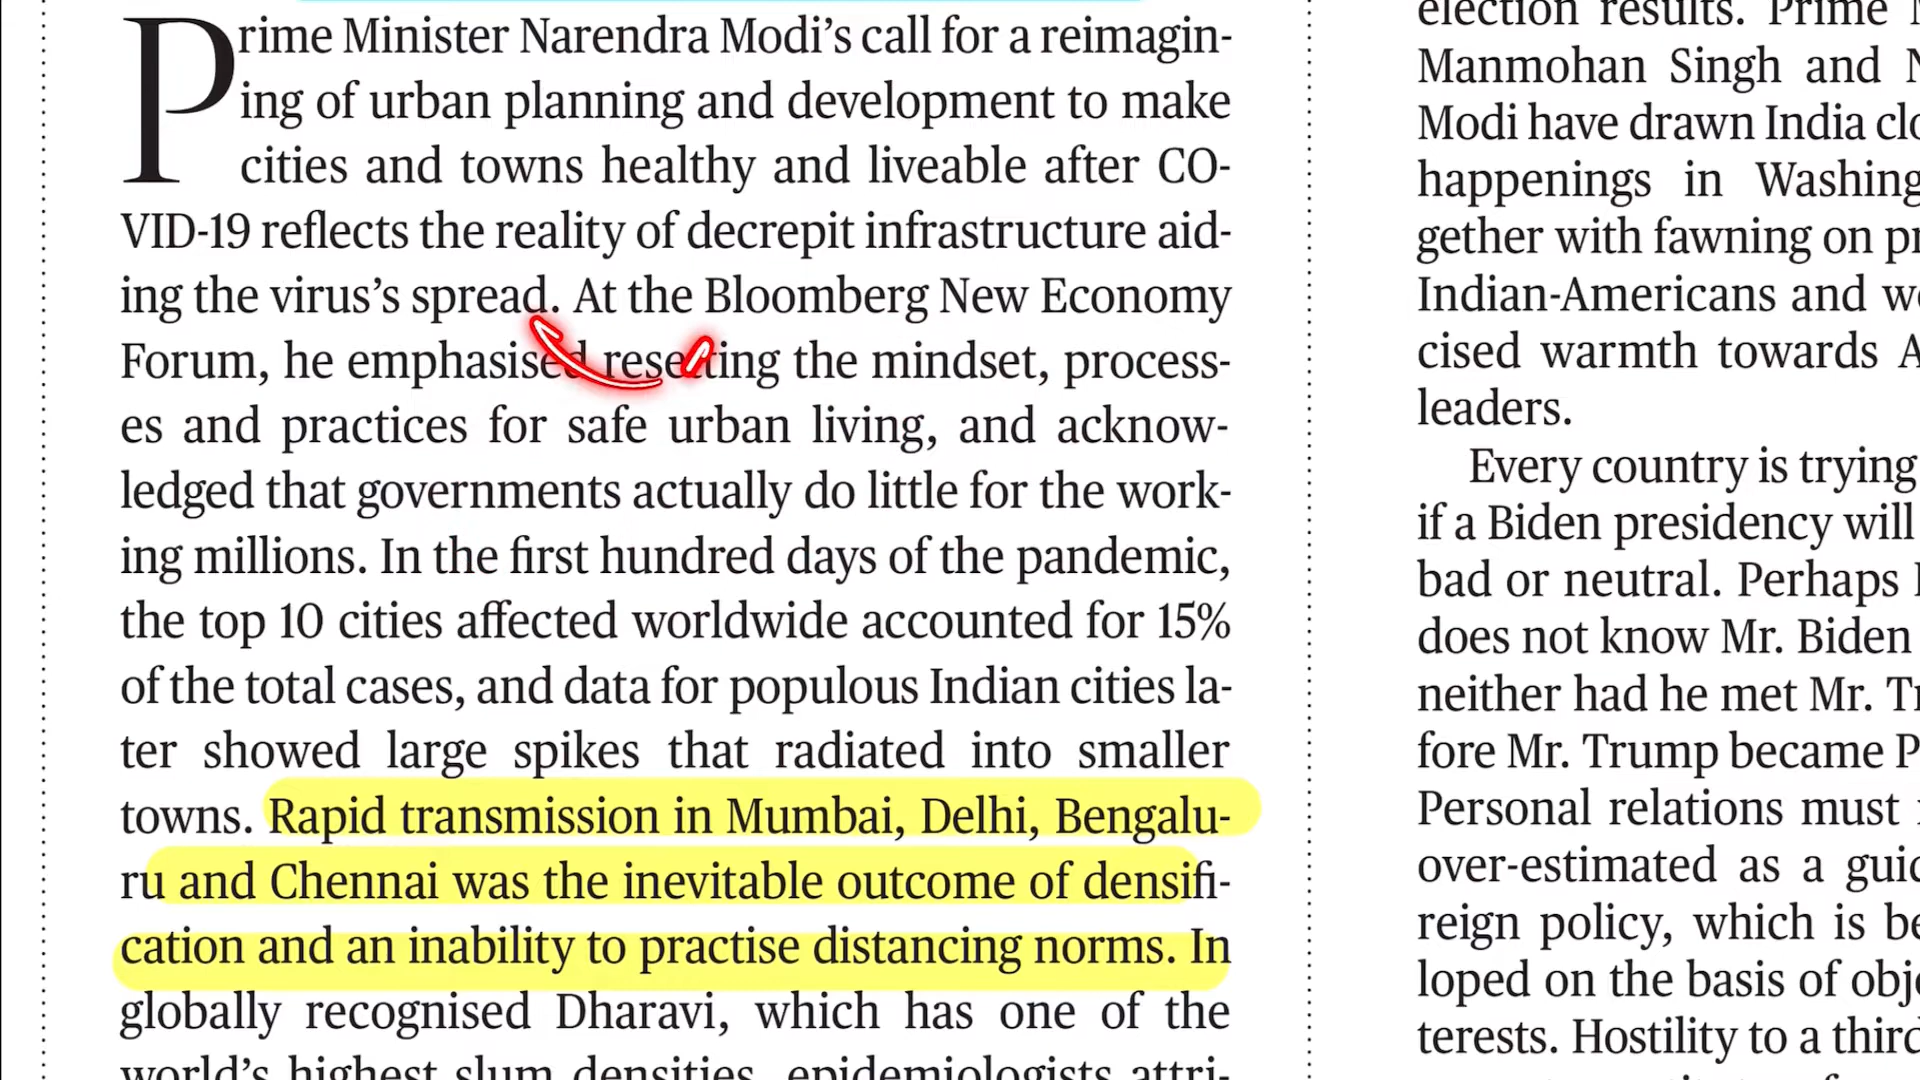 Prime Minister Narendra Modi’s call for a reimagin-
ing of urban planning and development to make
cities and towns healthy and liveable after CO-
VID-19 reflects the reality of decrepit infrastructure aid-
ing the virus’s spread. At the Bloomberg New Economy
Forum, he emphasised resetting the mindset, process-
es and practices for safe urban living, and acknow-
ledged that governments actually do little for the work-
ing millions. In the first hundred days of the pandemic,
the top 10 cities affected worldwide accounted for 15%
of the total cases, and data for populous Indian cities la-
ter showed large spikes that radiated into smaller
towns. Rapid transmission in Mumbai, Delhi, Bengalu-
ru and Chennai was the inevitable outcome of densifi-
cation and an inability to practise distancing norms. In
globally recognised Dharavi, which has one of the
world’s highest slum densities, epidemiologists attri-
election results. Prime
Manmohan Singh and
Modi have drawn India
happenings in
gether with fawning on
Indian-Americans and
cised warmth towards
leaders.
Every country is trying
if a Biden presidency will
bad or neutral. Perhaps
does not know Mr. Biden
neither had he met Mr.
fore Mr. Trump became
Personal relations must
over-estimated as a
reign policy, which is
loped on the basis of
terests. Hostility to a